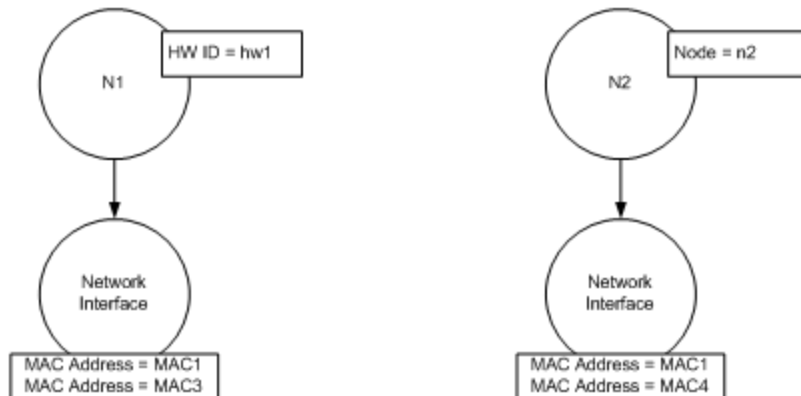 HW ID = hw1
N1
Network
Interface
MAC Address = MAC1
MAC Address = MAC3
Node = n2
N2
Network
Interface
MAC Address = MAC1
MAC Address = MAC4